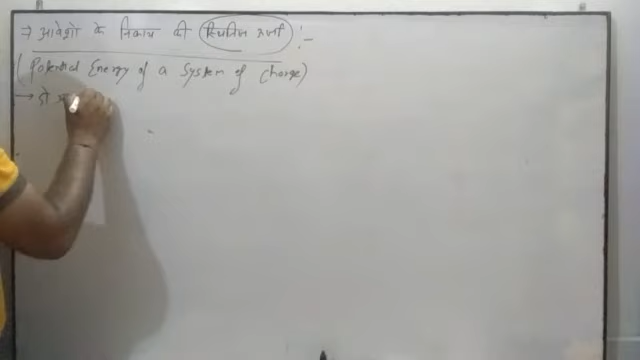 ⇒ आवेशों के निकाय की स्थितिज ऊर्जा :-
(Potential Energy of a System of Charge)
→ दो